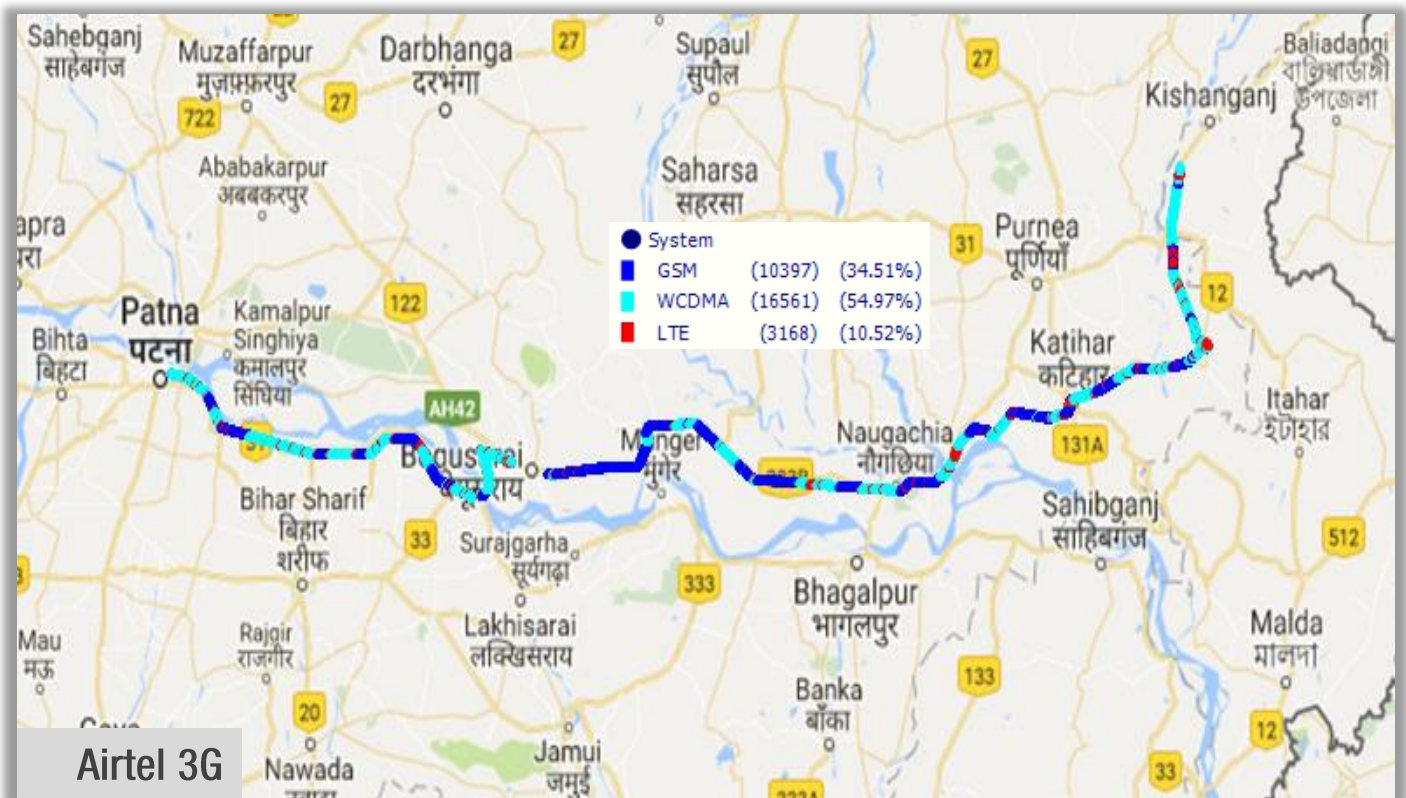 Sahebganj
साहेबगंज
Muzaffarpur
मुज़फ़्फ़रपुर
Darbhanga
दरभंगा
27
Supaul
सुपौल
27
Baliadangi
বালিয়াডাঙ্গী
উপজেলা
Kishanganj
722
27
Ababakarpur
अबबकरपुर
Saharsa
सहरसा
apra
Purnea
पूर्णियाँ
31
System
GSM (10397) (34.51%)
WCDMA (16561) (54.97%)
LTE (3168) (10.52%)
12
Patna
पटना
Kamalpur
Singhiya
कमालपुर
सिंघिया
122
Bihta
बिहटा
Katihar
कटिहार
AH42
Itahar
ইটাহার
Naugachia
नौगछिया
131A
मुंगेर
Bihar Sharif
बिहार
शरीफ
33
Surajgarha
सूर्यगढ़ा
Sahibganj
साहिबगंज
512
333
Bhagalpur
भागलपुर
Mau
मऊ
Rajgir
राजगीर
Lakhisarai
लक्खिसराय
Malda
মালদা
133
Banka
बाँका
20
12
Jamui
जमुई
Airtel 3G
Nawada
33